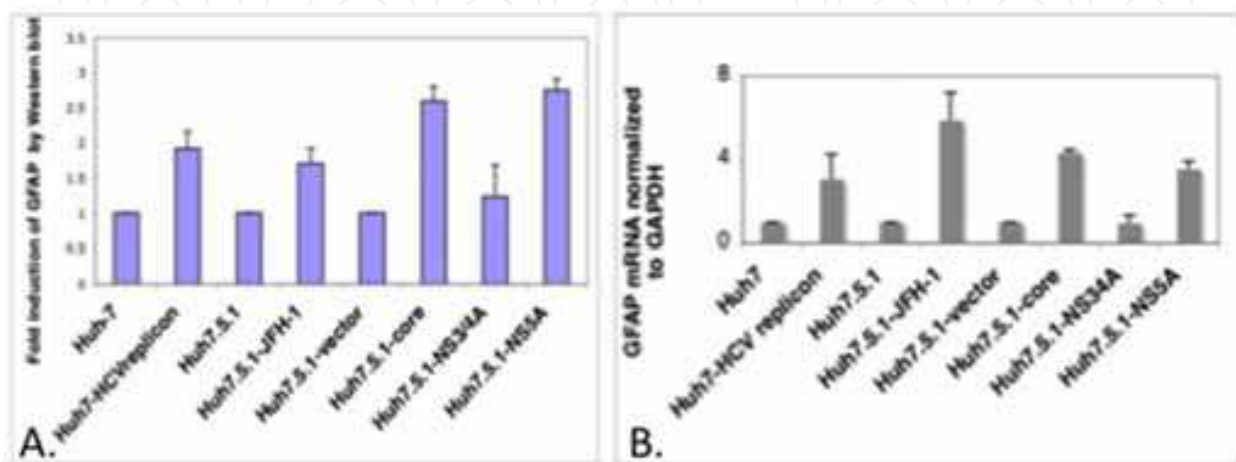 Fold induction of GFAP by Western blot
3.5
3
2.5
2
1.5
1
0.5
0
Huh-7
Huh7-HCVreplicon
Huh7.5.1
Huh7.5.1-JFH-1
Huh7.5.1-vector
Huh7.5.1-core
Huh7.5.1-NS3/4A
Huh7.5.1-NS5A
A.
GFAP mRNA normalized
to GAPDH
8
4
0
Huh7
Huh7-HCV replicon
Huh7.5.1
Huh7.5.1-JFH-1
Huh7.5.1-vector
Huh7.5.1-core
Huh7.5.1-NS34A
Huh7.5.1-NS5A
B.